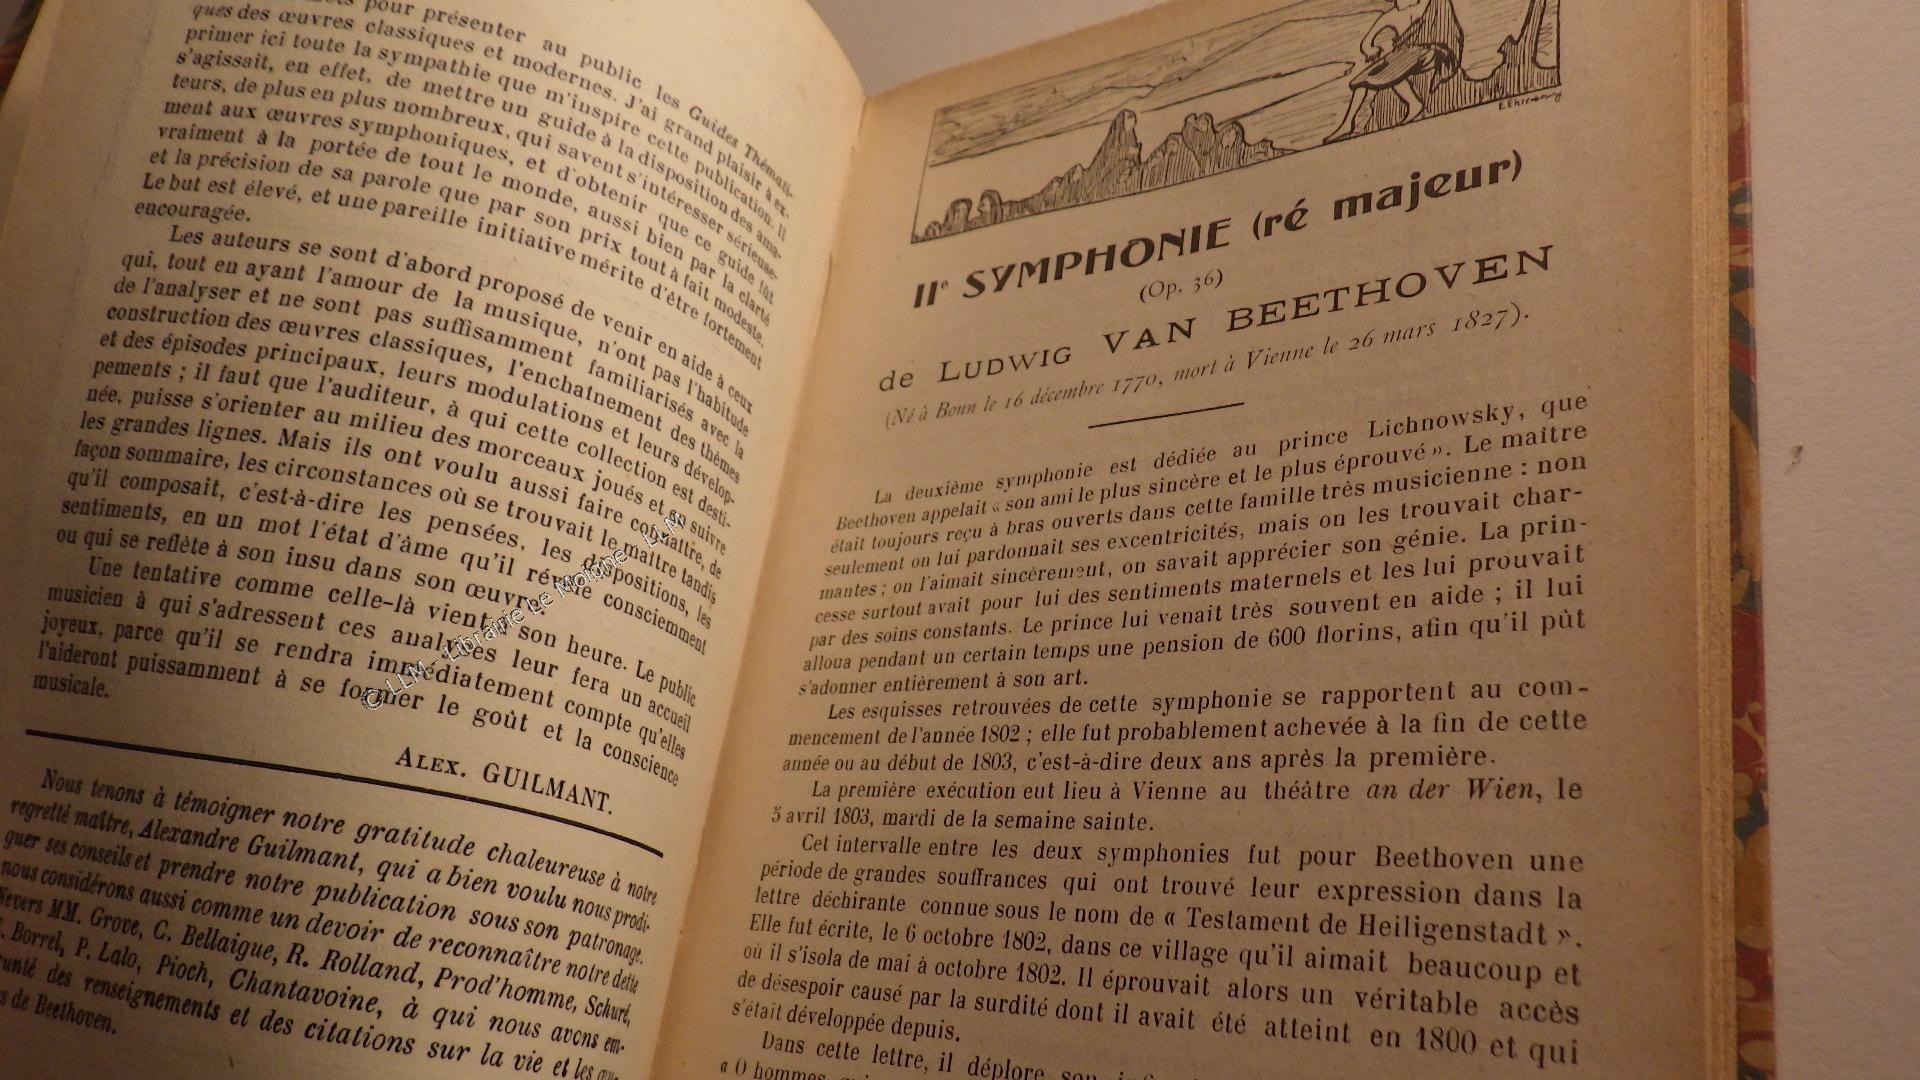 pour présenter au public les Guides Thémati-
ques des œuvres classiques et modernes. J'ai grand plaisir à ex-
primer ici toute la sympathie que m'inspire cette publication. Il
s'agissait, en effet, de mettre un guide à la disposition des ama-
teurs, de plus en plus nombreux, qui savent s'intéresser sérieuse-
ment aux œuvres symphoniques, et d'obtenir que ce guide fût
vraiment à la portée de tout le monde, aussi bien par la clarté
et la précision de sa parole que par son prix tout à fait modeste.
Le but est élevé, et une pareille initiative mérite d'être fortement
encouragée.
Les auteurs se sont d'abord proposé de venir en aide à ceux
qui, tout en ayant l'amour de la musique, n'ont pas l'habitude
de l'analyser et ne sont pas suffisamment familiarisés avec la
construction des œuvres classiques, l'enchaînement des thèmes
et des épisodes principaux, leurs modulations et leurs dévelop-
pements ; il faut que l'auditeur, à qui cette collection est desti-
née, puisse s'orienter au milieu des morceaux joués et en suivre
les grandes lignes. Mais ils ont voulu aussi faire connaître, de
façon sommaire, les circonstances où se trouvait le maître tandis
qu'il composait, c'est-à-dire les pensées, les dispositions, les
sentiments, en un mot l'état d'âme qu'il révèle consciemment
ou qui se reflète à son insu dans son œuvre.
Une tentative comme celle-là vient à son heure. Le public
musicien à qui s'adressent ces analyses leur fera un accueil
joyeux, parce qu'il se rendra immédiatement compte qu'elles
l'aideront puissamment à se former le goût et la conscience
musicale.
ALEX. GUILMANT.
Nous tenons à témoigner notre gratitude chaleureuse à notre
regretté maître, Alexandre Guilmant, qui a bien voulu nous prodi-
guer ses conseils et prendre notre publication sous son patronage.
nous considérons aussi comme un devoir de reconnaître notre dette
MM. Grove, C. Bellaigue, R. Rolland, Prod'homme, Schuré,
Borrel, P. Lalo, Pioch, Chantavoine, à qui nous avons em-
prunté des renseignements et des citations sur la vie et les
de Beethoven.
© LLM - Librairie Le Moinne - LLM
IIe SYMPHONIE (ré majeur)
(Op. 36)
de LUDWIG VAN BEETHOVEN
(Né à Bonn le 16 décembre 1770, mort à Vienne le 26 mars 1827).
La deuxième symphonie est dédiée au prince Lichnowsky, que
Beethoven appelait « son ami le plus sincère et le plus éprouvé ». Le maître
était toujours reçu à bras ouverts dans cette famille très musicienne : non
seulement on lui pardonnait ses excentricités, mais on les trouvait char-
mantes ; on l'aimait sincèrement, on savait apprécier son génie. La prin-
cesse surtout avait pour lui des sentiments maternels et les lui prouvait
par des soins constants. Le prince lui venait très souvent en aide ; il lui
alloua pendant un certain temps une pension de 600 florins, afin qu'il pût
s'adonner entièrement à son art.
Les esquisses retrouvées de cette symphonie se rapportent au com-
mencement de l'année 1802 ; elle fut probablement achevée à la fin de cette
année ou au début de 1803, c'est-à-dire deux ans après la première.
La première exécution eut lieu à Vienne au théâtre an der Wien, le
5 avril 1803, mardi de la semaine sainte.
Cet intervalle entre les deux symphonies fut pour Beethoven une
période de grandes souffrances qui ont trouvé leur expression dans la
lettre déchirante connue sous le nom de « Testament de Heiligenstadt ».
Elle fut écrite, le 6 octobre 1802, dans ce village qu'il aimait beaucoup et
où il s'isola de mai à octobre 1802. Il éprouvait alors un véritable accès
de désespoir causé par la surdité dont il avait été atteint en 1800 et qui
s'était développée depuis.
Dans cette lettre, il déplore son
« O hommes